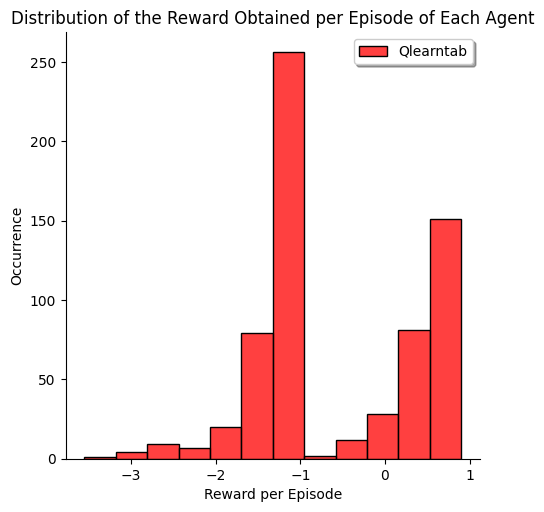 Distribution of the Reward Obtained per Episode of Each Agent
Qlearntab
250
200
150
100
50
0
Occurrence
−3
−2
−1
0
1
Reward per Episode